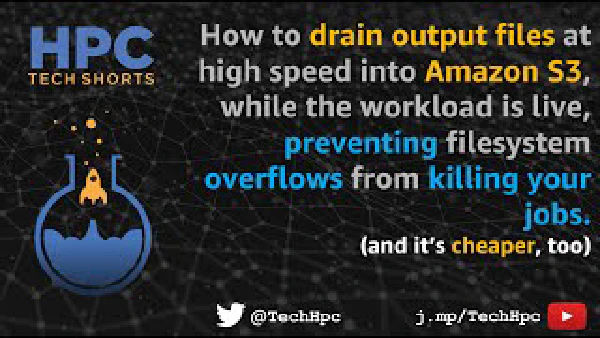 HPC
TECH SHORTS
How to drain output files at
high speed into Amazon S3,
while the workload is live,
preventing filesystem
overflows from killing your
jobs.
(and it's cheaper, too)
@TechHpc
j.mp/TechHpc